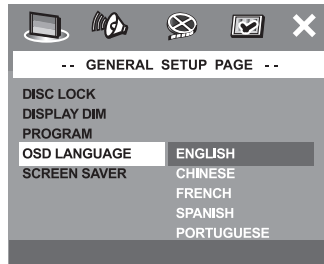 -- GENERAL SETUP PAGE --
DISC LOCK
DISPLAY DIM
PROGRAM
OSD LANGUAGE ENGLISH
SCREEN SAVER CHINESE
FRENCH
SPANISH
PORTUGUESE